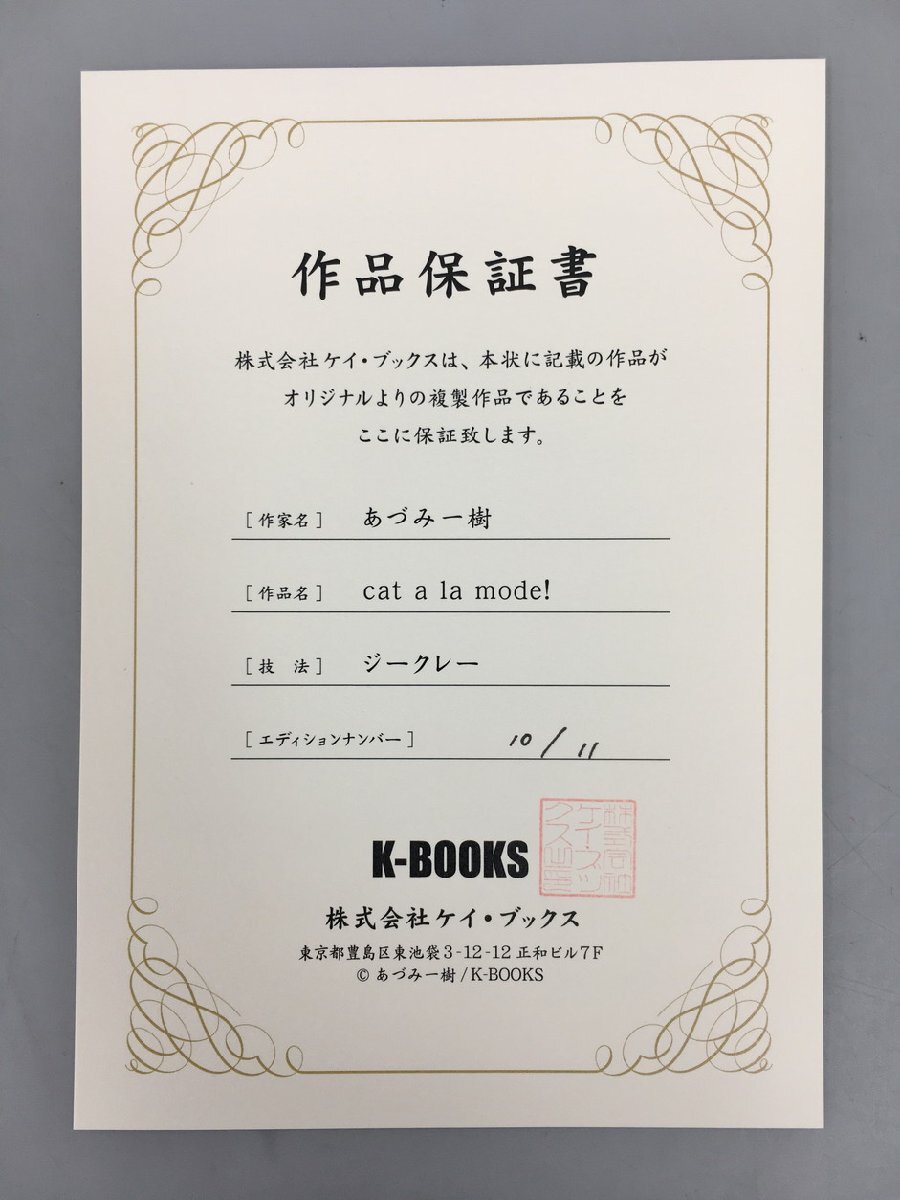 作品保証書
株式会社ケイ・ブックスは、本状に記載の作品が
オリジナルよりの複製作品であることを
ここに保証致します。
[ 作家名 ] あづみ一樹
[ 作品名 ] cat a la mode!
[ 技 法 ] ジークレー
[ エディションナンバー ] 10/11
K-BOOKS
株式会社ケイ・ブックス
東京都豊島区東池袋3-12-12 正和ビル7F
© あづみ一樹/K-BOOKS